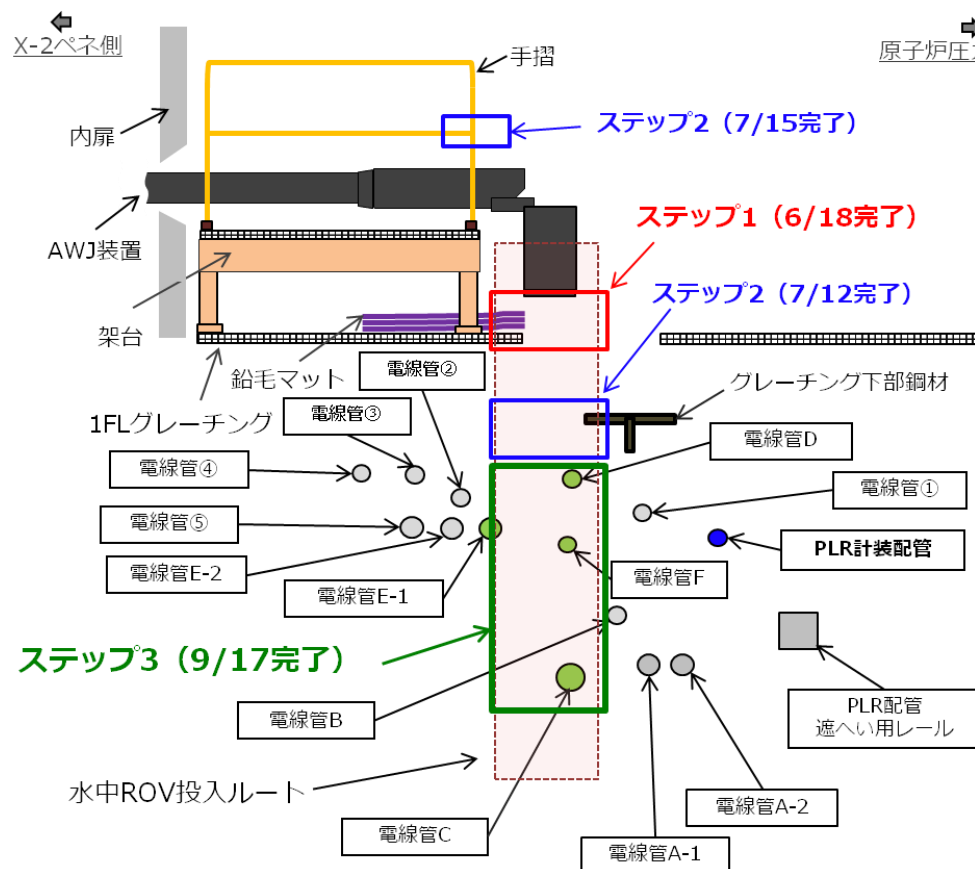 X-2ペネ側
原子炉圧
手摺
内扉
ステップ2（7/15完了）
ステップ1（6/18完了）
AWJ装置
ステップ2（7/12完了）
架台
鉛毛マット
電線管②
グレーチング下部鋼材
1FLグレーチング
電線管③
電線管D
電線管④
電線管①
電線管⑤
PLR計装配管
電線管E-2
電線管F
電線管E-1
ステップ3（9/17完了）
電線管B
PLR配管
遮へい用レール
水中ROV投入ルート
電線管A-2
電線管C
電線管A-1